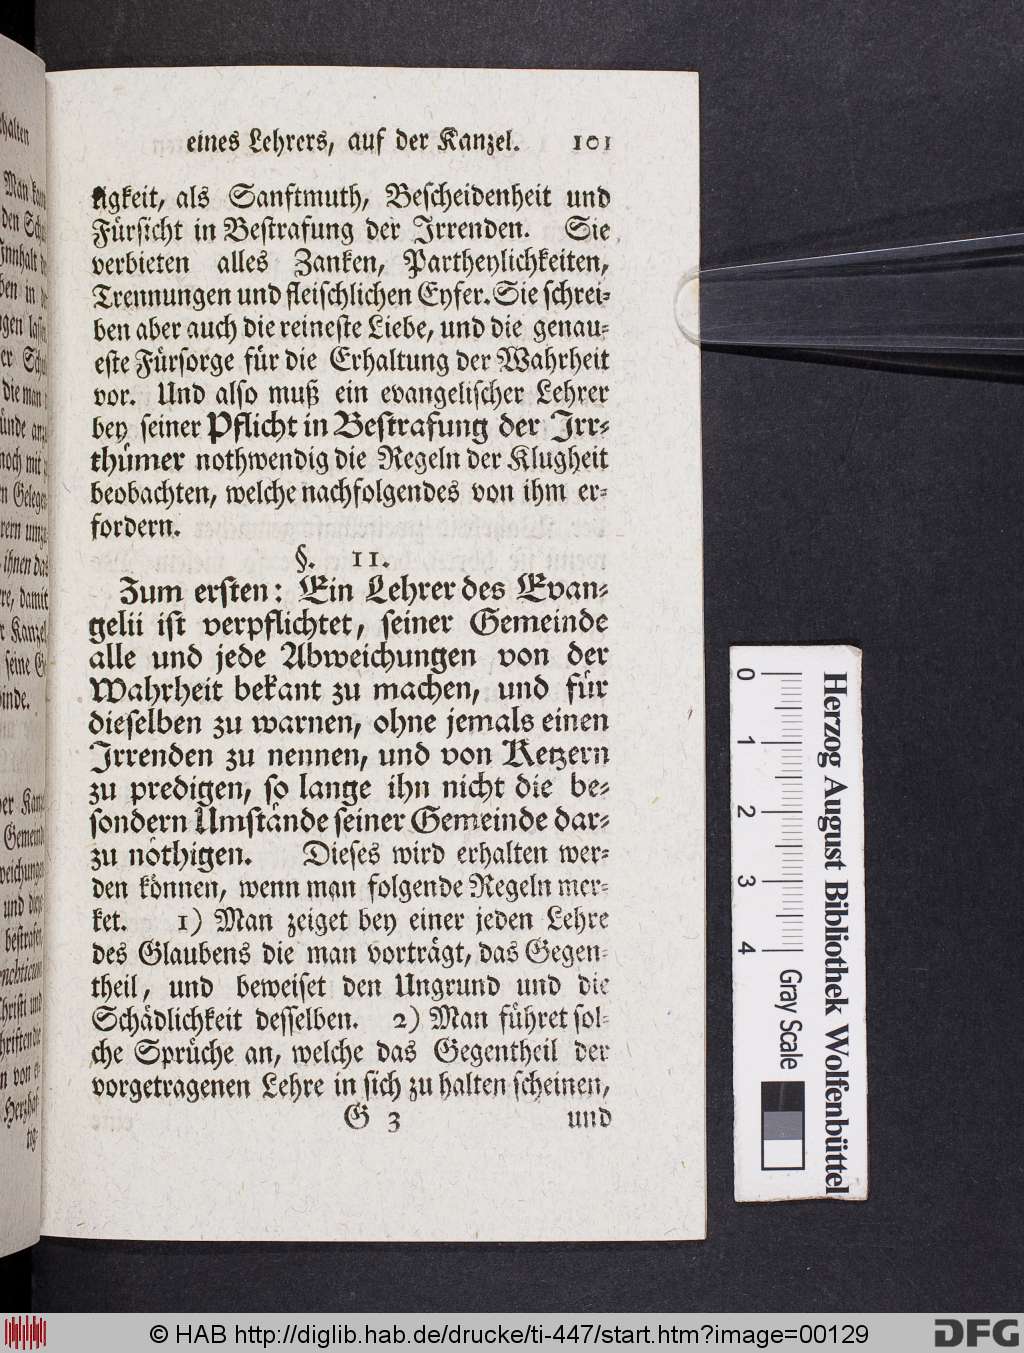 eines Lehrers, auf der Kanzel. 101
tigkeit, als Sanftmuth, Bescheidenheit und
Fürsicht in Bestrafung der Irrenden. Sie
verbieten alles Zanken, Partheylichkeiten,
Trennungen und fleischlichen Eyfer. Sie schrei-
ben aber auch die reineste Liebe, und die genau-
este Fürsorge für die Erhaltung der Wahrheit
vor. Und also muß ein evangelischer Lehrer
bey seiner Pflicht in Bestrafung der Irr-
thümer nothwendig die Regeln der Klugheit
beobachten, welche nachfolgendes von ihm er-
fordern.
§. 11.
Zum ersten: Ein Lehrer des Evan-
gelii ist verpflichtet, seiner Gemeinde
alle und jede Abweichungen von der
Wahrheit bekant zu machen, und für
dieselben zu warnen, ohne jemals einen
Irrenden zu nennen, und von Ketzern
zu predigen, so lange ihn nicht die be-
sondern Umstände seiner Gemeinde dar-
zu nöthigen. Dieses wird erhalten wer-
den können, wenn man folgende Regeln mer-
ket. 1) Man zeiget bey einer jeden Lehre
des Glaubens die man vorträgt, das Gegen-
theil, und beweiset den Ungrund und die
Schädlichkeit desselben. 2) Man führet sol-
che Sprüche an, welche das Gegentheil der
vorgetragenen Lehre in sich zu halten scheinen,
G 3 und
Herzog August Bibliothek Wolfenbüttel
0 1 2 3 4
Gray Scale
© HAB http://diglib.hab.de/drucke/ti-447/start.htm?image=00129
DFG